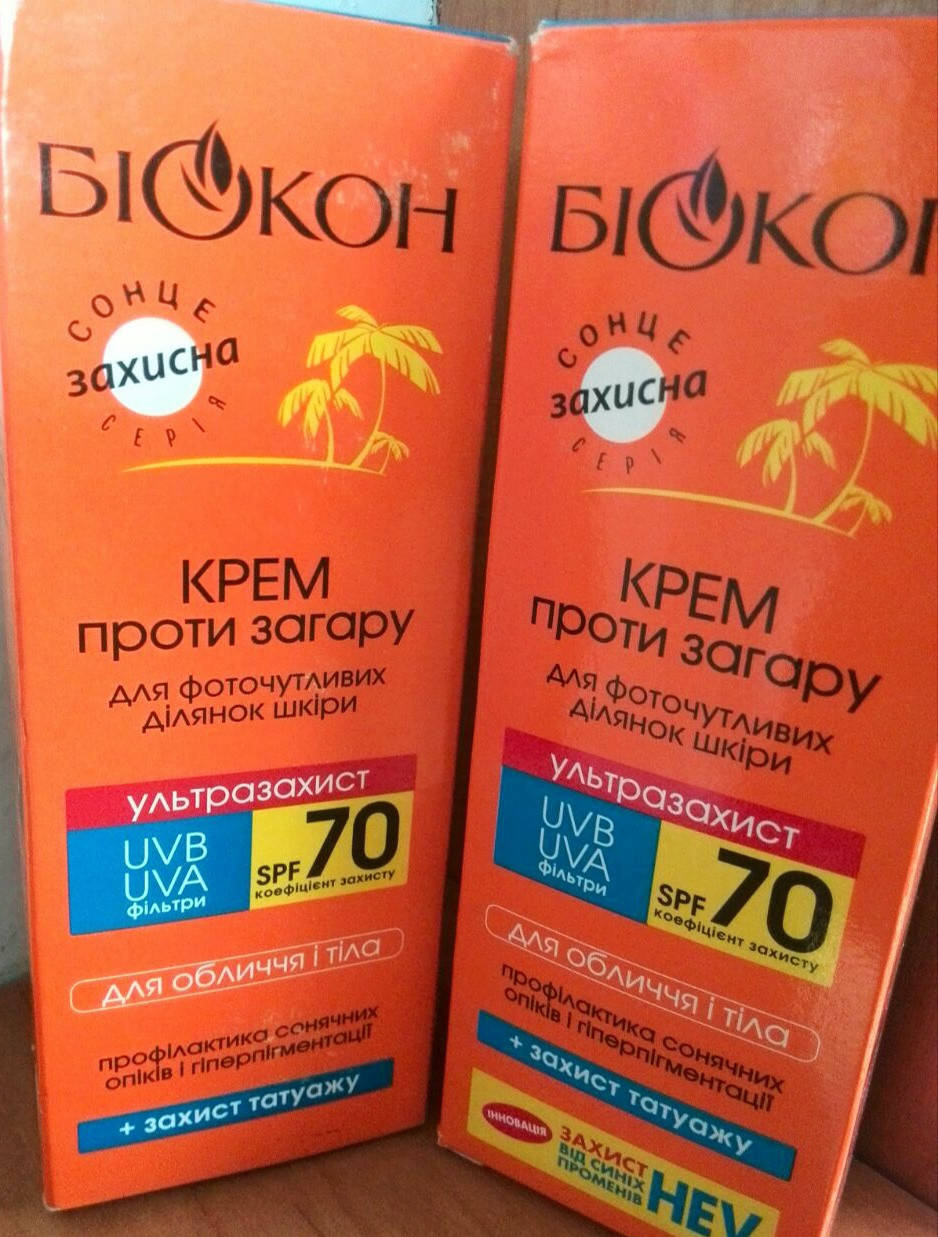 БІОКОН
СОНЦЕ
захисна
СЕРІЯ
КРЕМ
проти загару
для фоточутливих
ділянок шкіри
ультразахист
UVB
UVA
фільтри
SPF 70
коефіцієнт захисту
для обличчя і тіла
профілактика сонячних
опіків і гіперпігментації
+ захист татуажу
БІОКО
СОНЦЕ
захисна
СЕРІЯ
КРЕМ
проти загару
для фоточутливих
ділянок шкіри
ультразахист
UVB
UVA
фільтри
SPF 70
коефіцієнт захисту
для обличчя і тіла
профілактика сонячних
опіків і гіперпігментації
+ захист татуажу
ІННОВАЦІЯ
ЗАХИСТ
ВІД СИНІХ
ПРОМЕНІВ
HEV